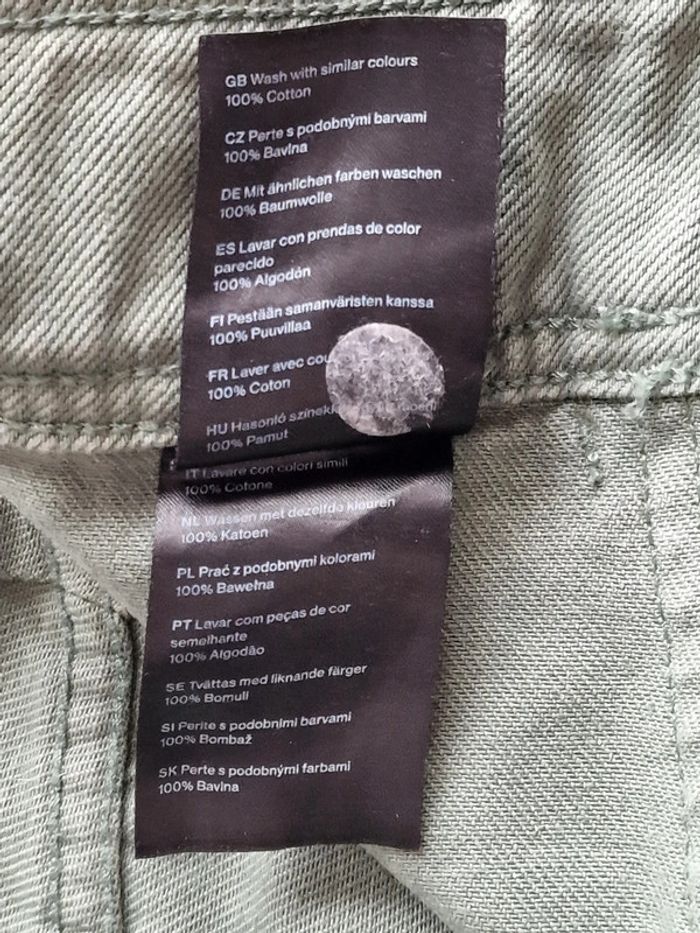 GB Wash with similar colours
100% Cotton
CZ Perte s podobnými barvami
100% Bavlna
DE Mit ähnlichen farben waschen
100% Baumwolle
ES Lavar con prendas de color
parecido
100% Algodón
FI Pestään samanväristen kanssa
100% Puuvillaa
FR Laver avec
100% Coton
HU Hasonló
100% Pamut
IT Lavare con colori simili
100% Cotone
NL Wassen met dezelfde kleuren
100% Katoen
PL Prać z podobnymi kolorami
100% Bawełna
PT Lavar com peças de cor
semelhante
100% Algodão
SE Tvättas med liknande färger
100% Bomull
SI Perite s podobnimi barvami
100% Bombaž
SK Perte s podobnými farbami
100% Bavlna